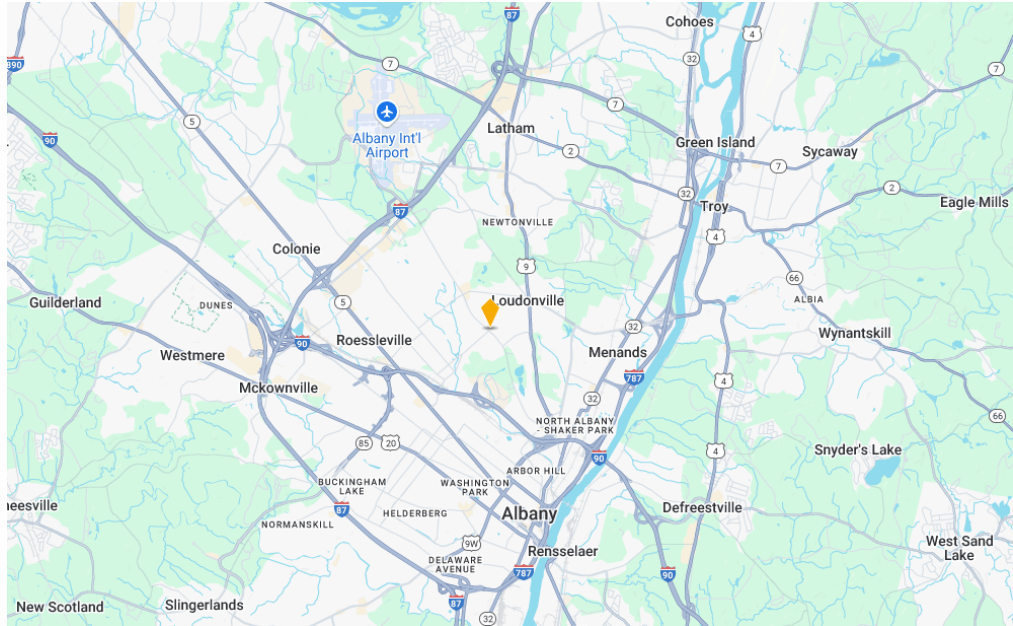 87
Cohoes
4
32
890
7
7
7
5
Albany Int'l
Airport
Latham
Green Island
90
2
Sycaway
7
32
2
Troy
Eagle Mills
87
NEWTONVILLE
4
Colonie
9
66
Guilderland
DUNES
5
Loudonville
ALBIA
32
Wynantskill
90
Roessleville
Westmere
Menands
787
4
Mckownville
32
66
NORTH ALBANY
- SHAKER PARK
85
20
4
Snyder's Lake
90
ARBOR HILL
BUCKINGHAM
LAKE
WASHINGTON
PARK
heesville
87
HELDERBERG
Albany
Defreestville
NORMANSKILL
9W
Rensselaer
West Sand
Lake
DELAWARE
AVENUE
787
90
87
New Scotland
Slingerlands
32